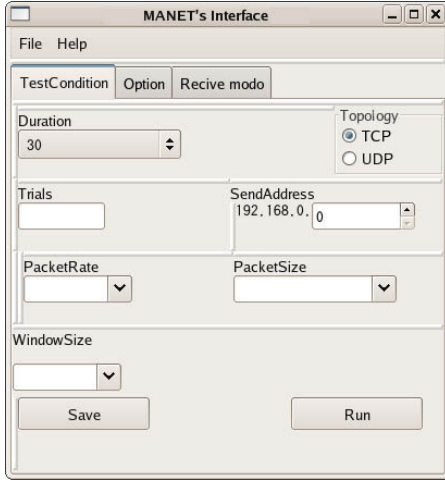 MANET's Interface
File Help
TestCondition Option Recive modo
Duration
Topology
30
TCP
UDP
Trials
SendAddress
192.168.0. 0
PacketRate
PacketSize
WindowSize
Save
Run